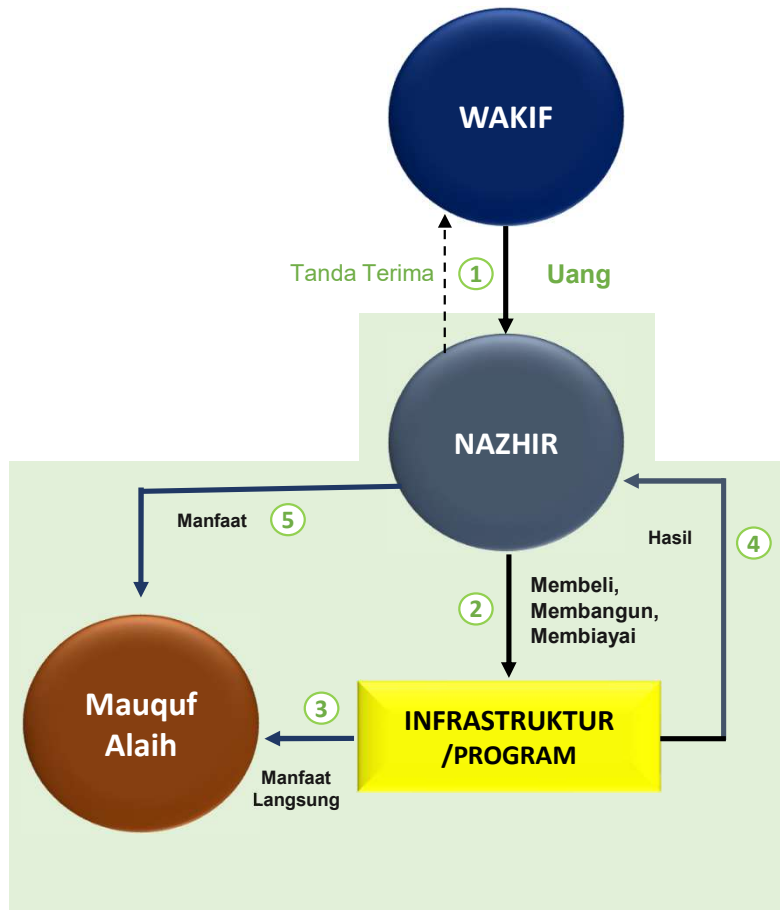 WAKIF
Tanda Terima
1
Uang
NAZHIR
Manfaat
5
Hasil
4
2
Membeli,
Membangun,
Membiayai
Mauquf
Alaih
3
Manfaat
Langsung
INFRASTRUKTUR
/PROGRAM